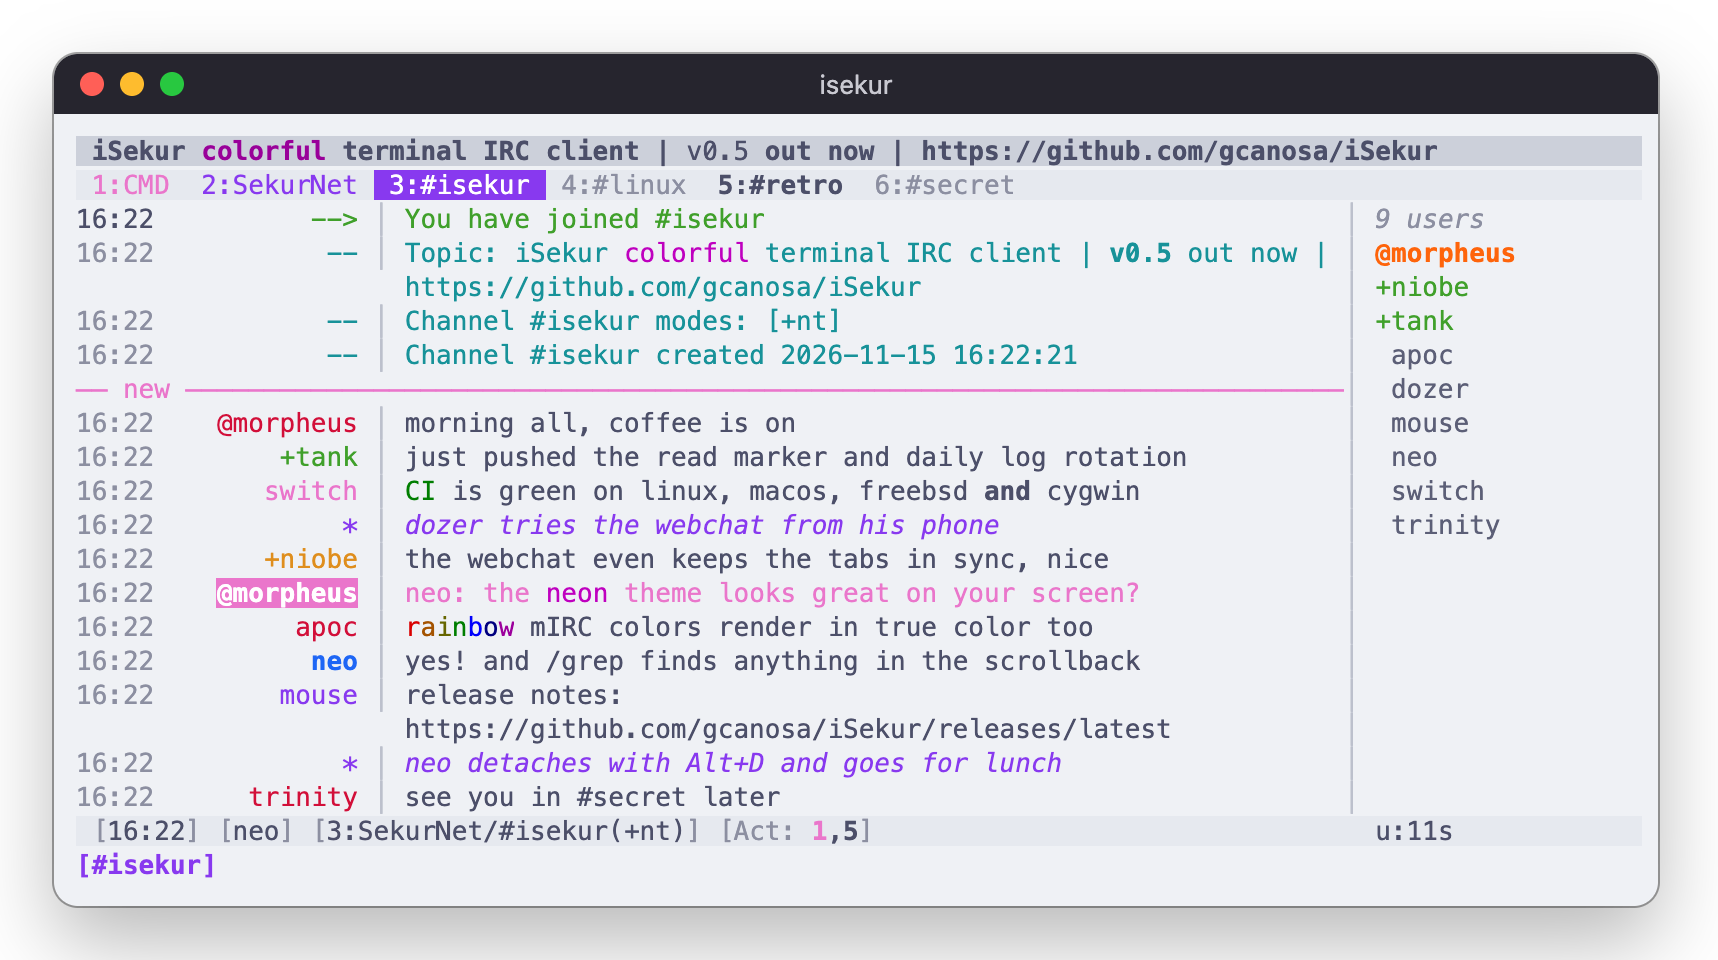 isekur
iSekur colorful terminal IRC client | v0.5 out now | https://github.com/gcanosa/iSekur
1:CMD 2:SekurNet 3:#isekur 4:#linux 5:#retro 6:#secret
16:22 --> You have joined #isekur
16:22 -- Topic: iSekur colorful terminal IRC client | v0.5 out now |
https://github.com/gcanosa/iSekur
16:22 -- Channel #isekur modes: [+nt]
16:22 -- Channel #isekur created 2026-11-15 16:22:21
new
16:22 @morpheus morning all, coffee is on
16:22 +tank just pushed the read marker and daily log rotation
16:22 switch CI is green on linux, macos, freebsd and cygwin
16:22 * dozer tries the webchat from his phone
16:22 +niobe the webchat even keeps the tabs in sync, nice
16:22 @morpheus neo: the neon theme looks great on your screen?
16:22 apoc rainbow mIRC colors render in true color too
16:22 neo yes! and /grep finds anything in the scrollback
16:22 mouse release notes:
https://github.com/gcanosa/iSekur/releases/latest
16:22 * neo detaches with Alt+D and goes for lunch
16:22 trinity see you in #secret later
9 users
@morpheus
+niobe
+tank
apoc
dozer
mouse
neo
switch
trinity
[16:22] [neo] [3:SekurNet/#isekur(+nt)] [Act: 1,5] u:11s
[#isekur]